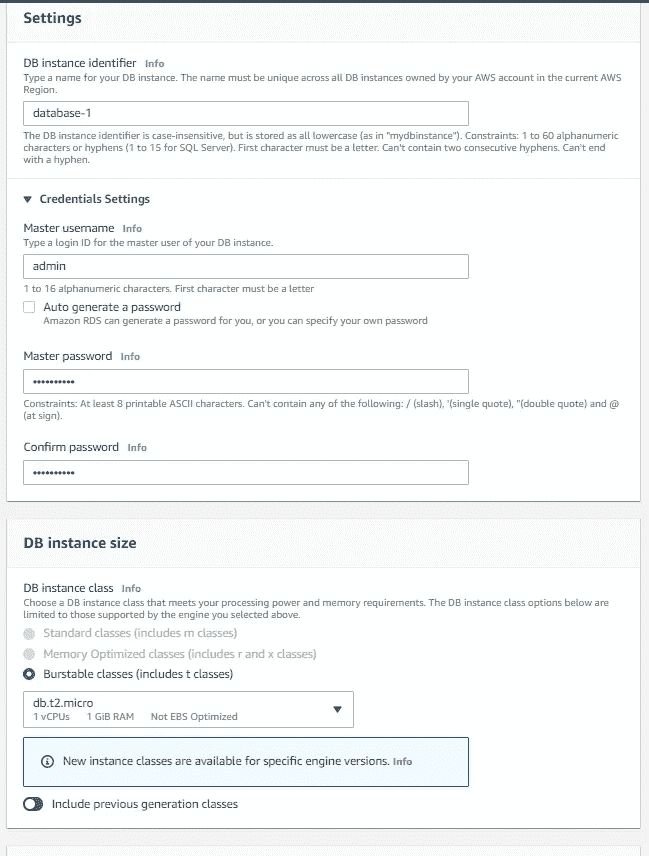 Settings
DB instance identifier Info
Type a name for your DB instance. The name must be unique across all DB instances owned by your AWS account in the current AWS
Region.
database-1
The DB instance identifier is case-insensitive, but is stored as all lowercase (as in "mydbinstance"). Constraints: 1 to 60 alphanumeric
characters or hyphens (1 to 15 for SQL Server). First character must be a letter. Can't contain two consecutive hyphens. Can't end
with a hyphen.
Credentials Settings
Master username Info
Type a login ID for the master user of your DB instance.
admin
1 to 16 alphanumeric characters. First character must be a letter
Auto generate a password
Amazon RDS can generate a password for you, or you can specify your own password
Master password Info
••••••••••
Constraints: At least 8 printable ASCII characters. Can't contain any of the following: / (slash), '(single quote), "(double quote) and @
(at sign).
Confirm password Info
••••••••••
DB instance size
DB instance class Info
Choose a DB instance class that meets your processing power and memory requirements. The DB instance class options below are
limited to those supported by the engine you selected above.
Standard classes (includes m classes)
Memory Optimized classes (includes r and x classes)
Burstable classes (includes t classes)
db.t2.micro
1 vCPUs 1 GiB RAM Not EBS Optimized
New instance classes are available for specific engine versions. Info
Include previous generation classes